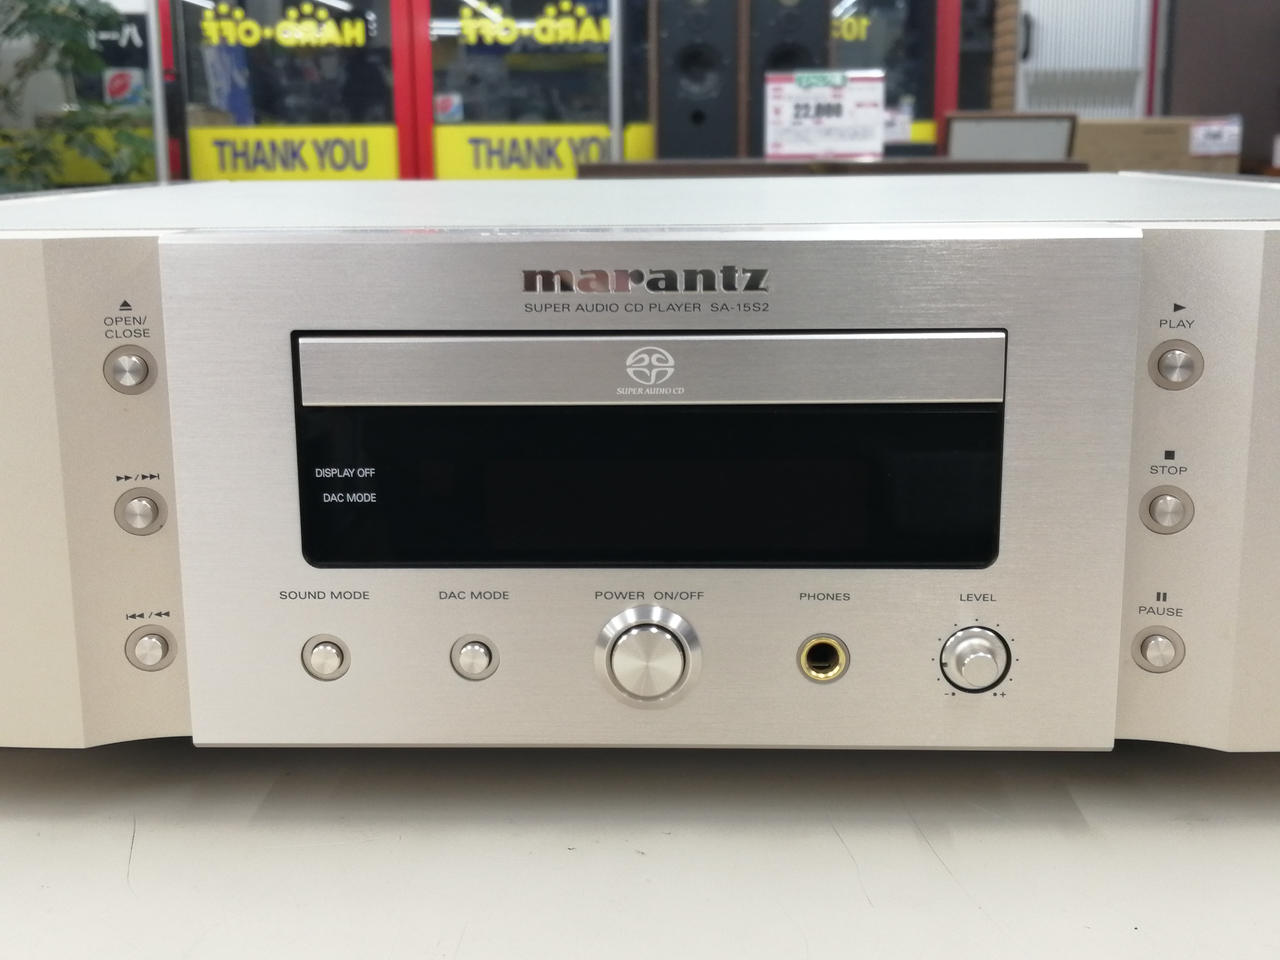 HARD·OFF
HARD·OFF
THANK YOU
THANK YOU
22,000
marantz
SUPER AUDIO CD PLAYER SA-15S2
SUPER AUDIO CD
OPEN/
CLOSE
DISPLAY OFF
DAC MODE
PLAY
STOP
PAUSE
SOUND MODE
DAC MODE
POWER ON/OFF
PHONES
LEVEL
- +